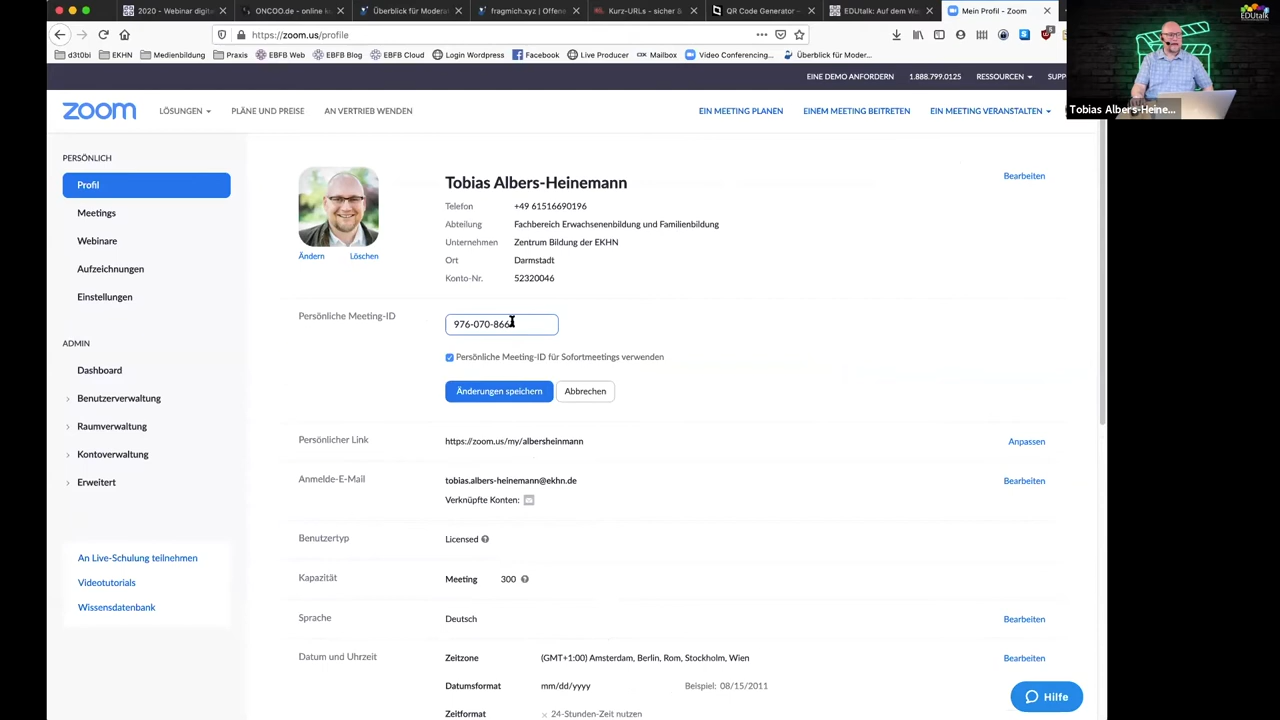 2020 - Webinar digita
ONCOO.de - online k
Überblick für Modera
fragmich.xyz | Offene
Kurz-URLs - sicher &
QR Code Generator –
EDUtalk: Auf dem We
Mein Profil - Zoom
https://zoom.us/profile
d3t0bi
EKHN
Medienbildung
Praxis
EBFB Web
EBFB Blog
EBFB Cloud
Login Wordpress
Facebook
Live Producer
Mailbox
Video Conferencing...
Überblick für Moder...
EDUtalk
Tobias Albers-Heine...
EINE DEMO ANFORDERN
1.888.799.0125
RESSOURCEN
SUPP
zoom
LÖSUNGEN
PLÄNE UND PREISE
AN VERTRIEB WENDEN
EIN MEETING PLANEN
EINEM MEETING BEITRETEN
EIN MEETING VERANSTALTEN
PERSÖNLICH
Profil
Meetings
Webinare
Aufzeichnungen
Einstellungen
ADMIN
Dashboard
Benutzerverwaltung
Raumverwaltung
Kontoverwaltung
Erweitert
An Live-Schulung teilnehmen
Videotutorials
Wissensdatenbank
Ändern
Löschen
Tobias Albers-Heinemann
Bearbeiten
Telefon +49 61516690196
Abteilung Fachbereich Erwachsenenbildung und Familienbildung
Unternehmen Zentrum Bildung der EKHN
Ort Darmstadt
Konto-Nr. 52320046
Persönliche Meeting-ID
976-070-866
Persönliche Meeting-ID für Sofortmeetings verwenden
Änderungen speichern
Abbrechen
Persönlicher Link https://zoom.us/my/albersheinmann Anpassen
Anmelde-E-Mail tobias.albers-heinemann@ekhn.de Bearbeiten
Verknüpfte Konten:
Benutzertyp Licensed
Kapazität Meeting 300
Sprache Deutsch Bearbeiten
Datum und Uhrzeit Zeitzone (GMT+1:00) Amsterdam, Berlin, Rom, Stockholm, Wien Bearbeiten
Datumsformat mm/dd/yyyy Beispiel: 08/15/2011
Zeitformat × 24-Stunden-Zeit nutzen
Hilfe